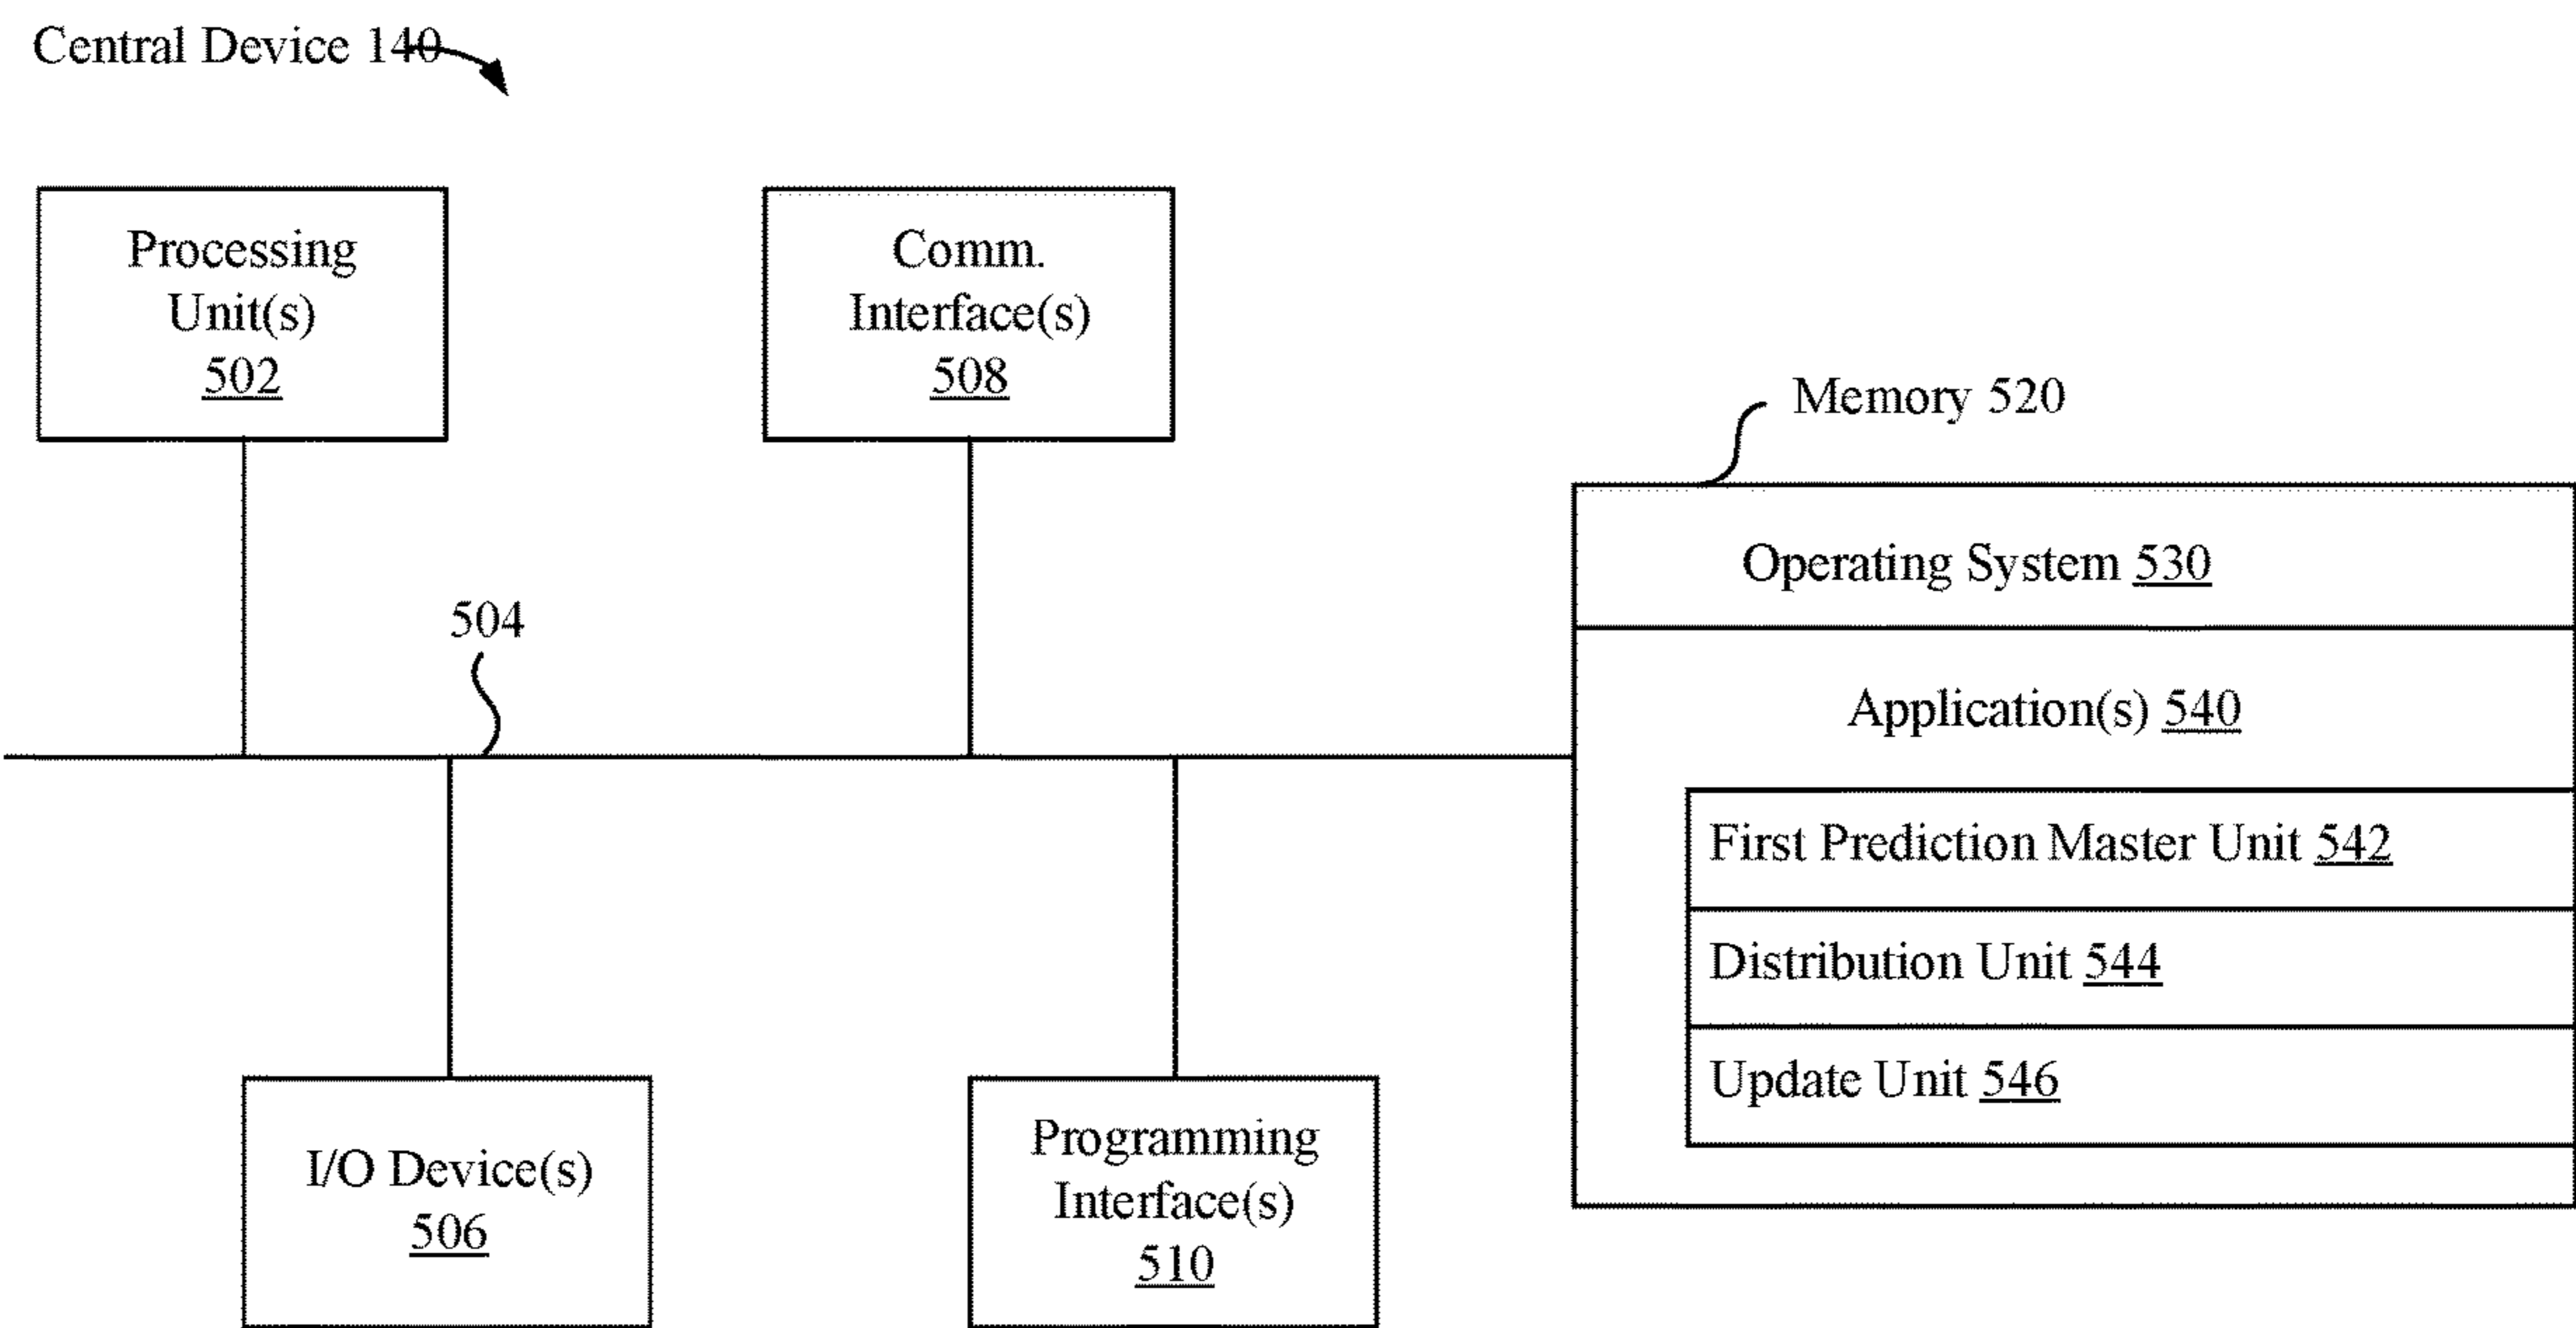 Central Device 140
Processing
Unit(s)
502
Comm.
Interface(s)
508
Memory 520
Operating System 530
504
Application(s) 540
First Prediction Master Unit 542
Distribution Unit 544
Update Unit 546
I/O Device(s)
506
Programming
Interface(s)
510